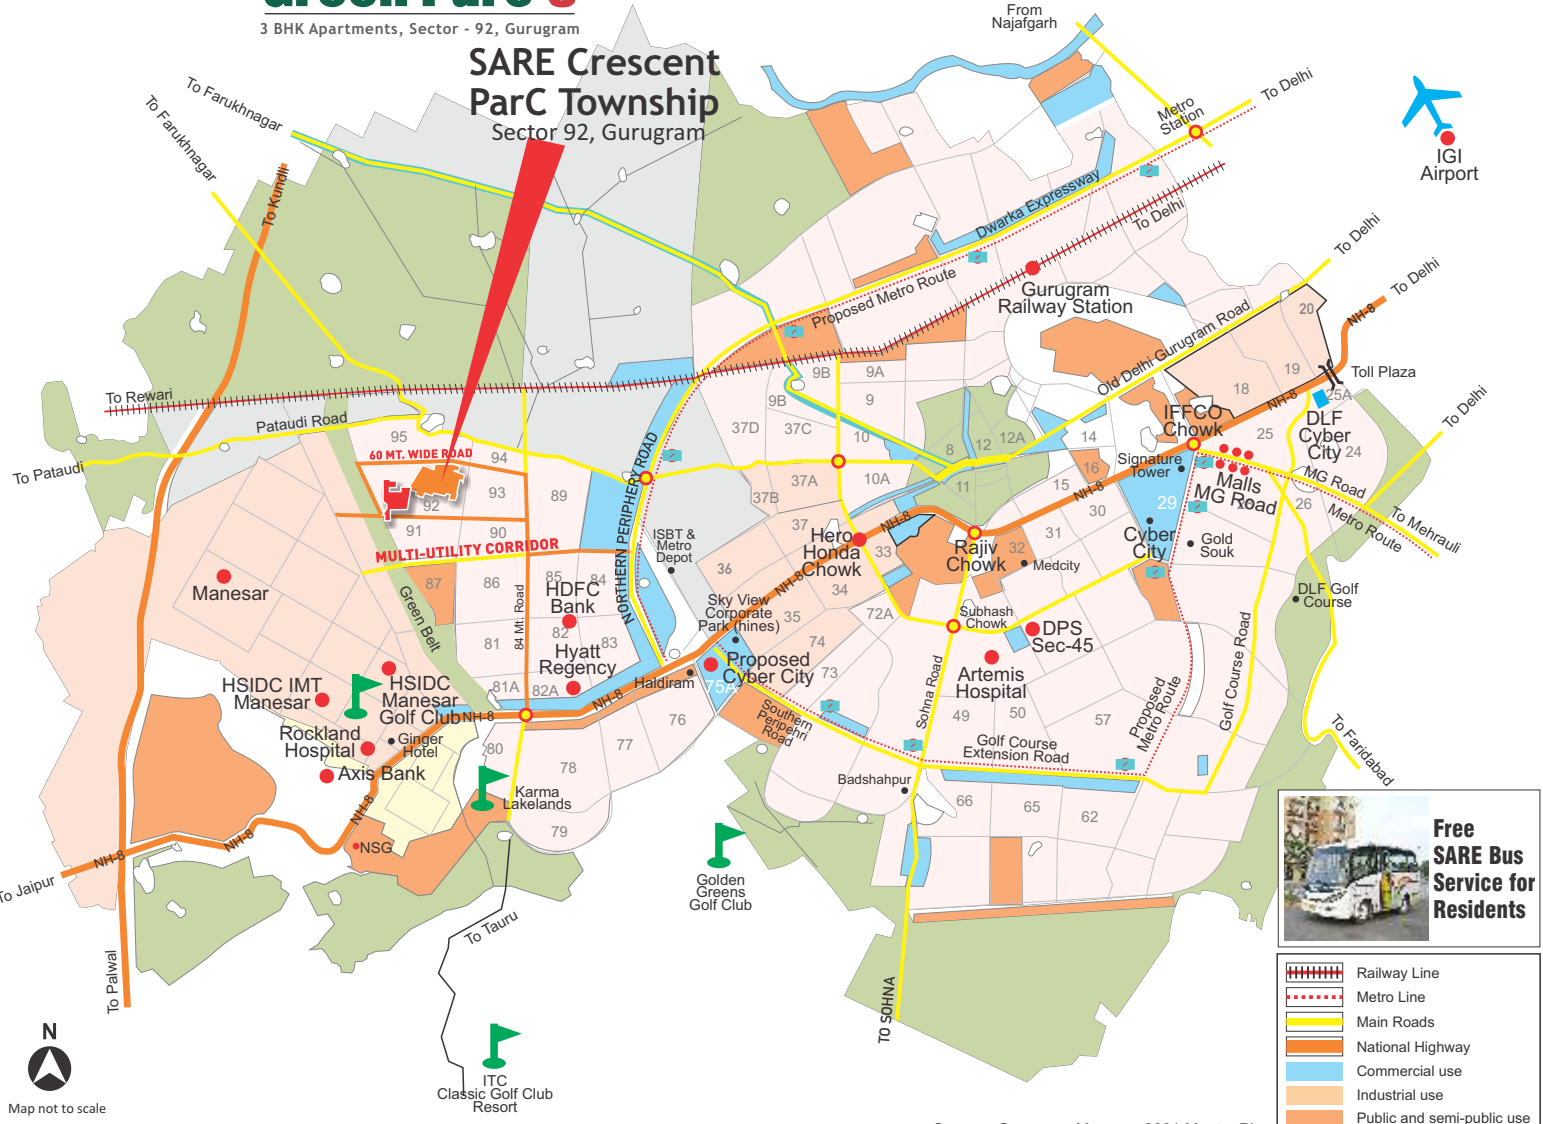 3 BHK Apartments, Sector - 92, Gurugram
SARE Crescent
ParC Township
Sector 92, Gurugram
From
Najafgarh
To Farukhnagar
To Farukhnagar
To Kundli
Metro
Station
To Delhi
IGI
Airport
Dwarka Expressway
To Delhi
Proposed Metro Route
Gurugram
Railway Station
To Delhi
To Delhi
NH-8
Old Delhi Gurugram Road
20
19
18
Toll Plaza
25A
NH-8
To Rewari
Pataudi Road
To Pataudi
95
60 MT. WIDE ROAD
94
93
92
91
90
89
MULTI-UTILITY CORRIDOR
NORTHERN PERIPHERY ROAD
9B
9A
9B
9
37D
37C
10
37A
10A
37B
37
8
12
12A
11
14
15
16
IFFCO
Chowk
Signature
Tower
DLF
Cyber
City
25
24
To Delhi
Malls
MG Road
MG Road
26
Metro Route
To Mehrauli
29
Cyber
City
Gold
Souk
30
31
NH-8
NH-8
Hero
Honda
Chowk
33
Rajiv
Chowk
32
Medcity
ISBT &
Metro
Depot
36
NH-8
34
35
Sky View
Corporate
Park (hines)
Manesar
Green Belt
87
86
85
84
84 Mt. Road
HDFC
Bank
81
82
83
Hyatt
Regency
81A
82A
Haldiram
Proposed
Cyber City
75A
74
73
72A
Subhash
Chowk
DPS
Sec-45
Artemis
Hospital
DLF Golf
Course
Golf Course Road
Proposed
Metro Route
Sohna Road
49
50
57
Golf Course
Extension Road
Southern
Peripehri
Road
Badshahpur
66
65
62
To Faridabad
HSIDC IMT
Manesar
HSIDC
Manesar
Golf Club
NH-8
NH-8
Rockland
Hospital
Ginger
Hotel
Axis Bank
80
78
77
76
79
Karma
Lakelands
NH-8
NSG
NH-8
NH-8
To Jaipur
To Palwal
To Tauru
Golden
Greens
Golf Club
TO SOHNA
ITC
Classic Golf Club
Resort
N
Map not to scale
Free
SARE Bus
Service for
Residents
Railway Line
Metro Line
Main Roads
National Highway
Commercial use
Industrial use
Public and semi-public use